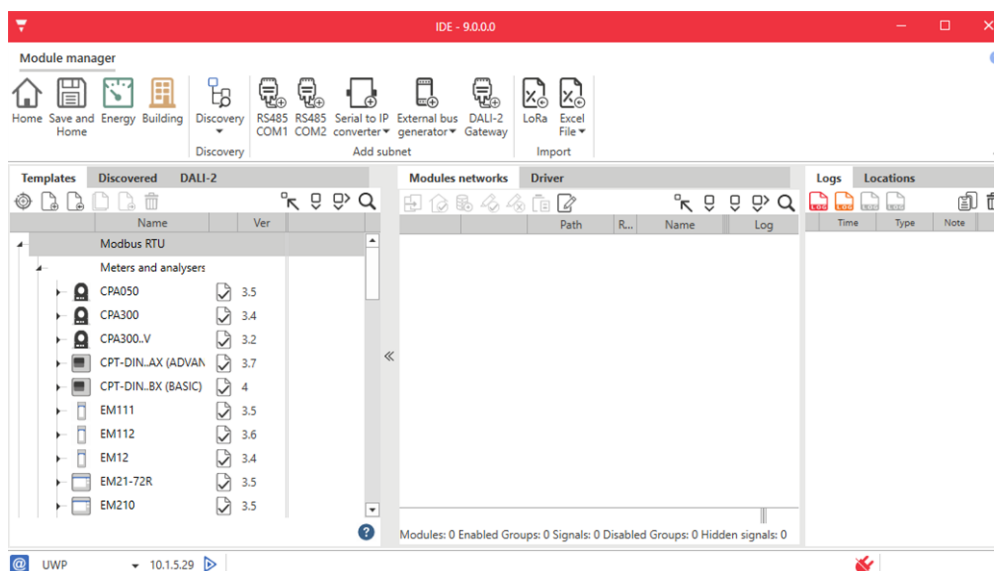 IDE - 9.0.0.0
Module manager
Home
Save and Home
Energy
Building
Discovery
RS485 COM1
RS485 COM2
Serial to IP converter
External bus generator
DALI-2 Gateway
LoRa
Excel File
Discovery
Add subnet
Import
Templates Discovered DALI-2
Name Ver
Modbus RTU
Meters and analysers
CPA050 3.5
CPA300 3.4
CPA300..V 3.2
CPT-DIN..AX (ADVAN 3.7
CPT-DIN..BX (BASIC) 4
EM111 3.5
EM112 3.6
EM12 3.4
EM21-72R 3.5
EM210 3.5
Modules networks Driver
Path R... Name Log
Modules: 0 Enabled Groups: 0 Signals: 0 Disabled Groups: 0 Hidden signals: 0
Logs Locations
LOG LOG LOG LOG
Time Type Note
@ UWP 10.1.5.29